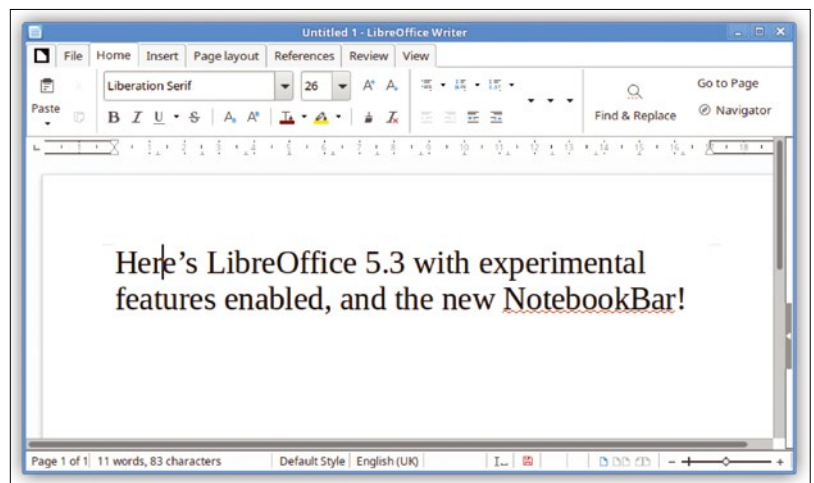 Untitled 1 - LibreOffice Writer
File Home Insert Page layout References Review View
Liberation Serif 26 Go to Page
Paste Find & Replace Navigator
Here’s LibreOffice 5.3 with experimental
features enabled, and the new NotebookBar!
Page 1 of 1 11 words, 83 characters Default Style English (UK)